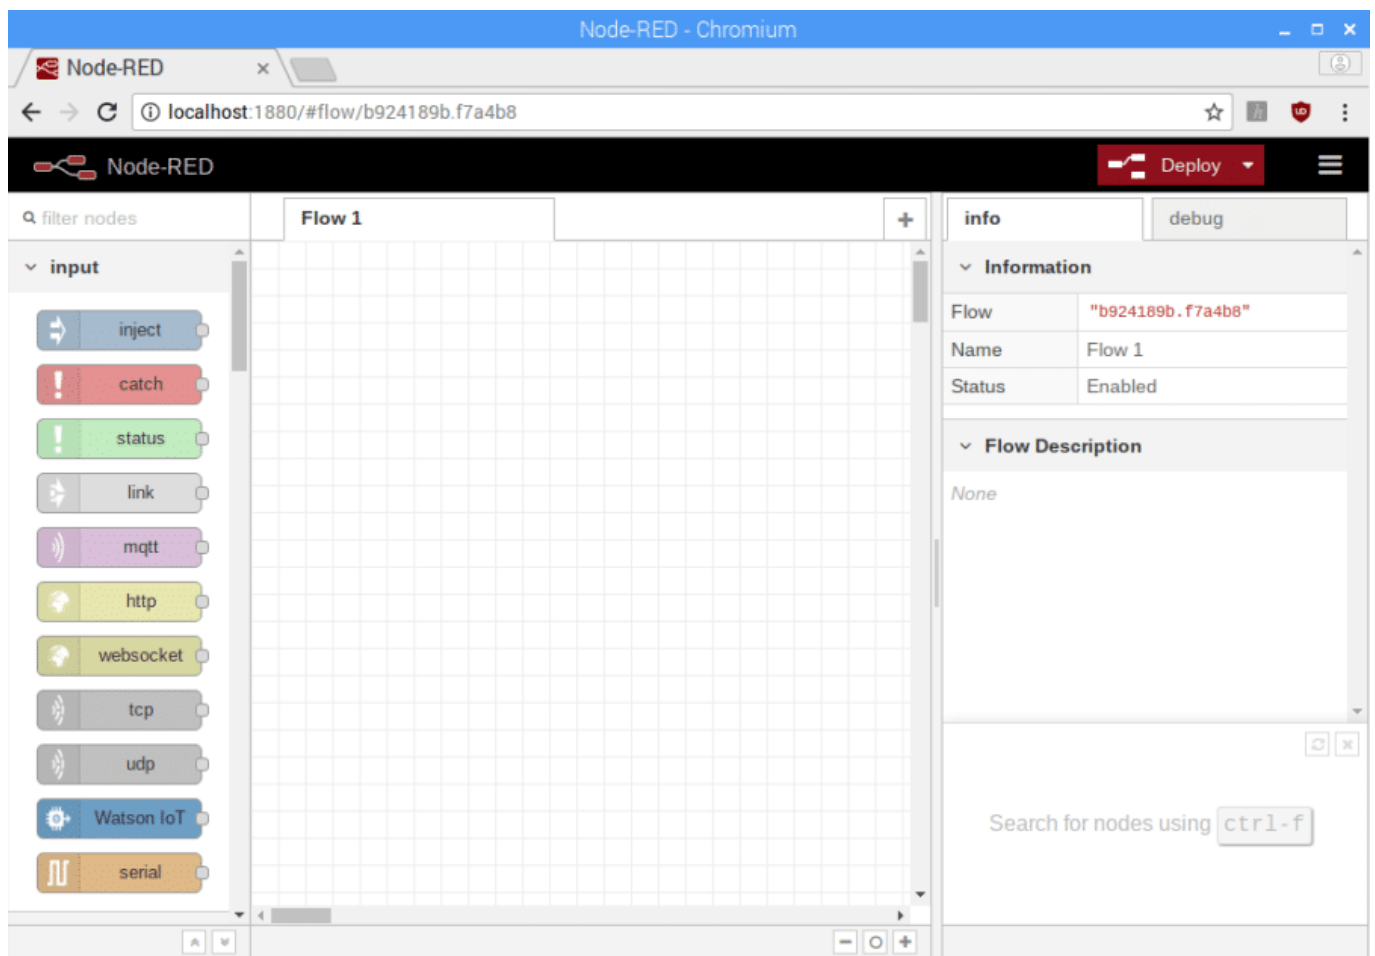 Node-RED - Chromium
Node-RED
localhost:1880/#flow/b924189b.f7a4b8
Node-RED
Deploy
filter nodes
Flow 1
info
debug
input
Information
inject
Flow "b924189b.f7a4b8"
Name Flow 1
catch
Status Enabled
status
Flow Description
link
None
mqtt
http
websocket
tcp
udp
Watson IoT
Search for nodes using ctrl-f
serial